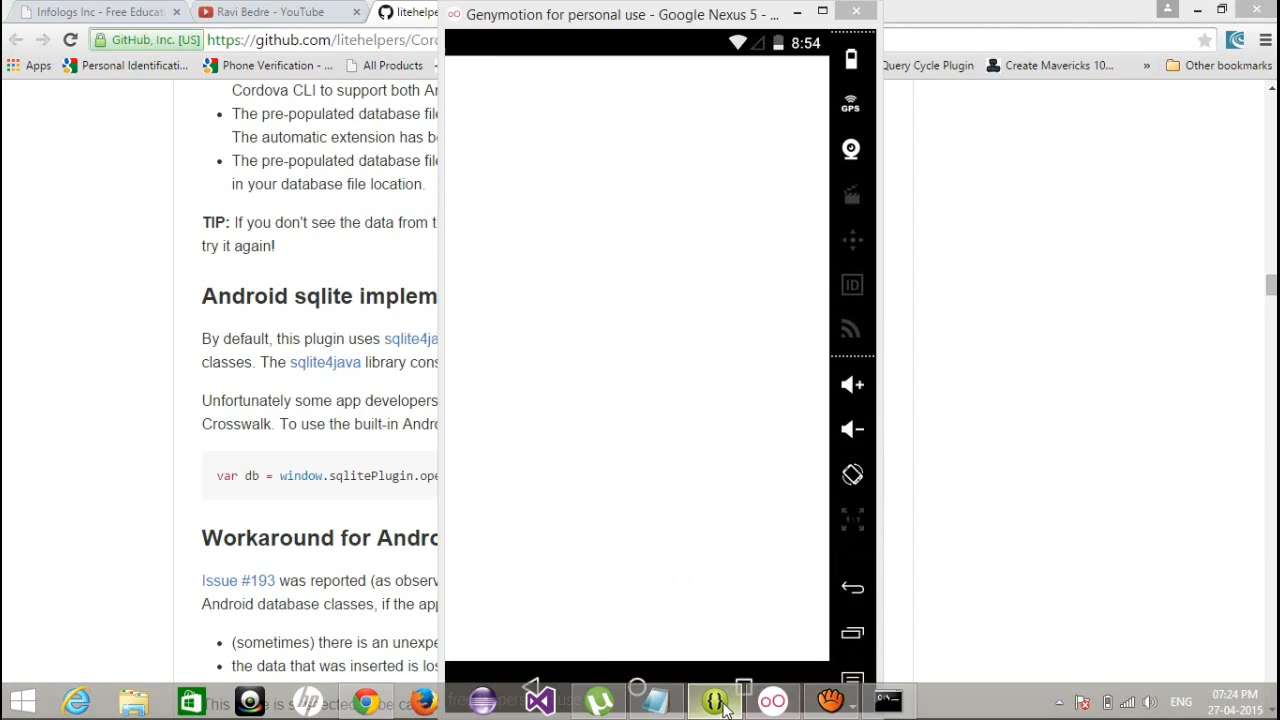 Infologs Inc - Free Educati
Ravi Bedre - YouTube
litehelpe
Genymotion for personal use - Google Nexus 5 - ...
Inc. [US]
https://github.com/litehelpers/Cord
Apps
Personalization...
Phone Verification - ...
All Products
Query Cycle Plugin
Create Mavericks 10...
»
Other bookmarks
8:54
GPS
ID
1:1
Cordova CLI to support both An
The pre-populated database file
The automatic extension has be
The pre-populated database file
in your database file location.
TIP: If you don't see the data from t
try it again!
Android sqlite implem
By default, this plugin uses sqlite4ja
classes. The sqlite4java library cons
Unfortunately some app developers
Crosswalk. To use the built-in Andro
var db = window.sqlitePlugin.ope
Workaround for Andro
Issue #193 was reported (as observ
Android database classes, if the app
(sometimes) there is an unexpe
the data that was inserted is los
ENG
07:24 PM
27-04-2015